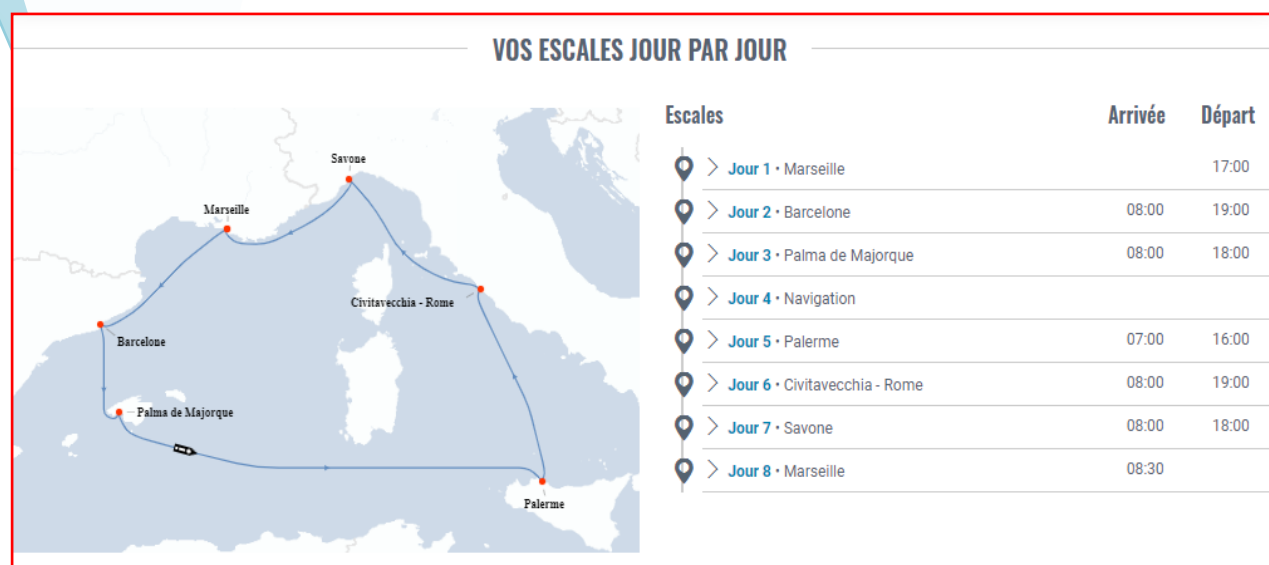 VOS ESCALES JOUR PAR JOUR
Savone
Marseille
Civitavecchia - Rome
Barcelone
Palma de Majorque
Palerme
Escales Arrivée Départ
Jour 1 • Marseille 17:00
Jour 2 • Barcelone 08:00 19:00
Jour 3 • Palma de Majorque 08:00 18:00
Jour 4 • Navigation
Jour 5 • Palerme 07:00 16:00
Jour 6 • Civitavecchia - Rome 08:00 19:00
Jour 7 • Savone 08:00 18:00
Jour 8 • Marseille 08:30